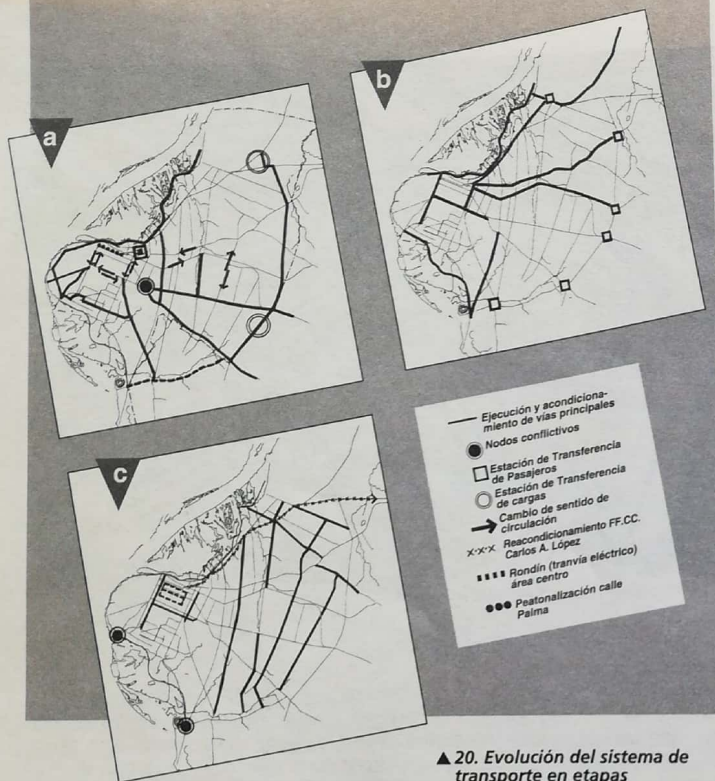 a
b
c
Ejecución y acondiciona-
miento de vías principales
Nodos conflictivos
Estación de Transferencia
de Pasajeros
Estación de Transferencia
de cargas
Cambio de sentido de
circulación
Reacondicionamiento FF.CC.
Carlos A. López
Rondín (tranvía eléctrico)
área centro
Peatonalización calle
Palma
▲ 20. Evolución del sistema de
transporte en etapas